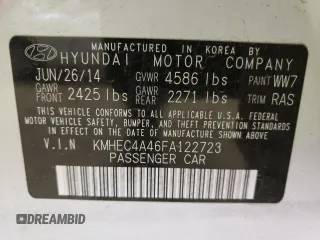 MANUFACTURED IN KOREA BY
HYUNDAI MOTOR COMPANY
JUN/26/14 GVWR 4586 lbs PAINT WW7
GAWR FRONT 2425 lbs GAWR REAR 2271 lbs TRIM RAS
THIS VEHICLE CONFORMS TO ALL APPLICABLE
FEDERAL MOTOR VEHICLE SAFETY, BUMPER,
AND THEFT PREVENTION STANDARDS IN EFFECT
ON THE DATE OF MANUFACTURE SHOWN ABOVE.
V.I.N KMHEC4A46FA122723
PASSENGER CAR
DREAMBID